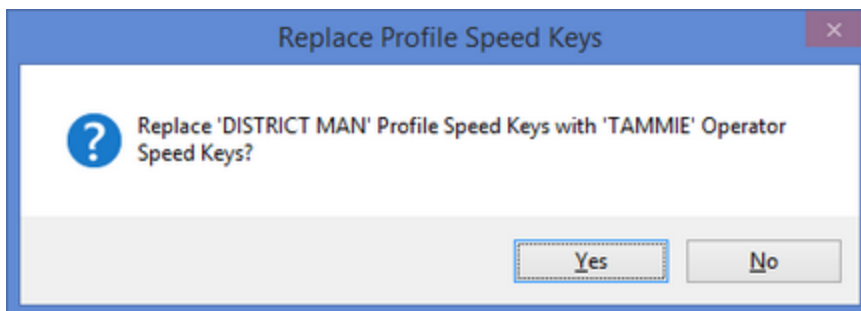 Replace Profile Speed Keys
Replace 'DISTRICT MAN' Profile Speed Keys with 'TAMMIE' Operator
Speed Keys?
Yes
No